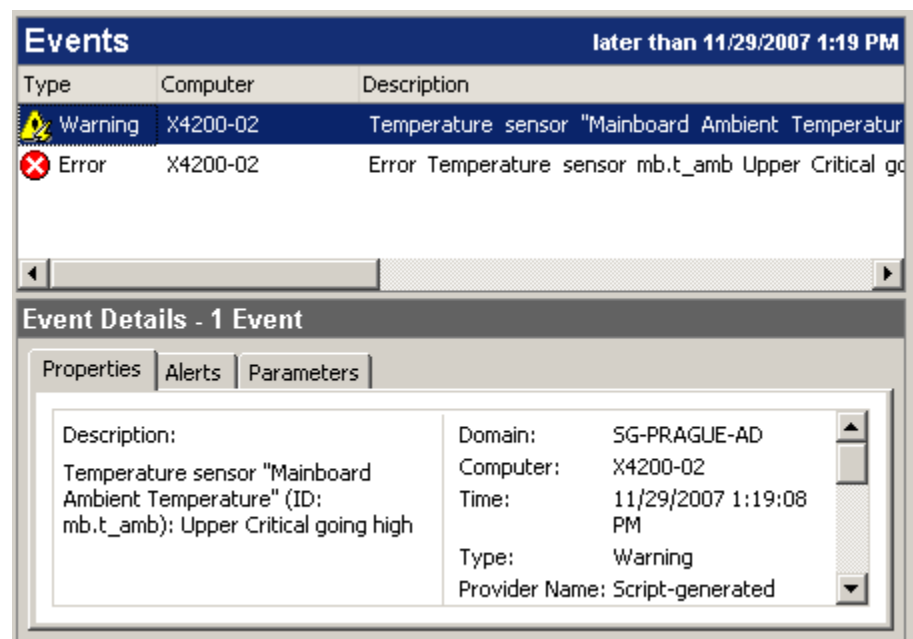 Events later than 11/29/2007 1:19 PM
Type Computer Description
Warning X4200-02 Temperature sensor "Mainboard Ambient
Error X4200-02 Error Temperature sensor mb.t_amb Upper Critical
Event Details - 1 Event
Properties Alerts Parameters
Description:
Temperature sensor "Mainboard
Ambient Temperature" (ID:
mb.t_amb): Upper Critical going high
Domain: SG-PRAGUE-AD
Computer: X4200-02
Time: 11/29/2007 1:19:08
PM
Type: Warning
Provider Name: Script-generated